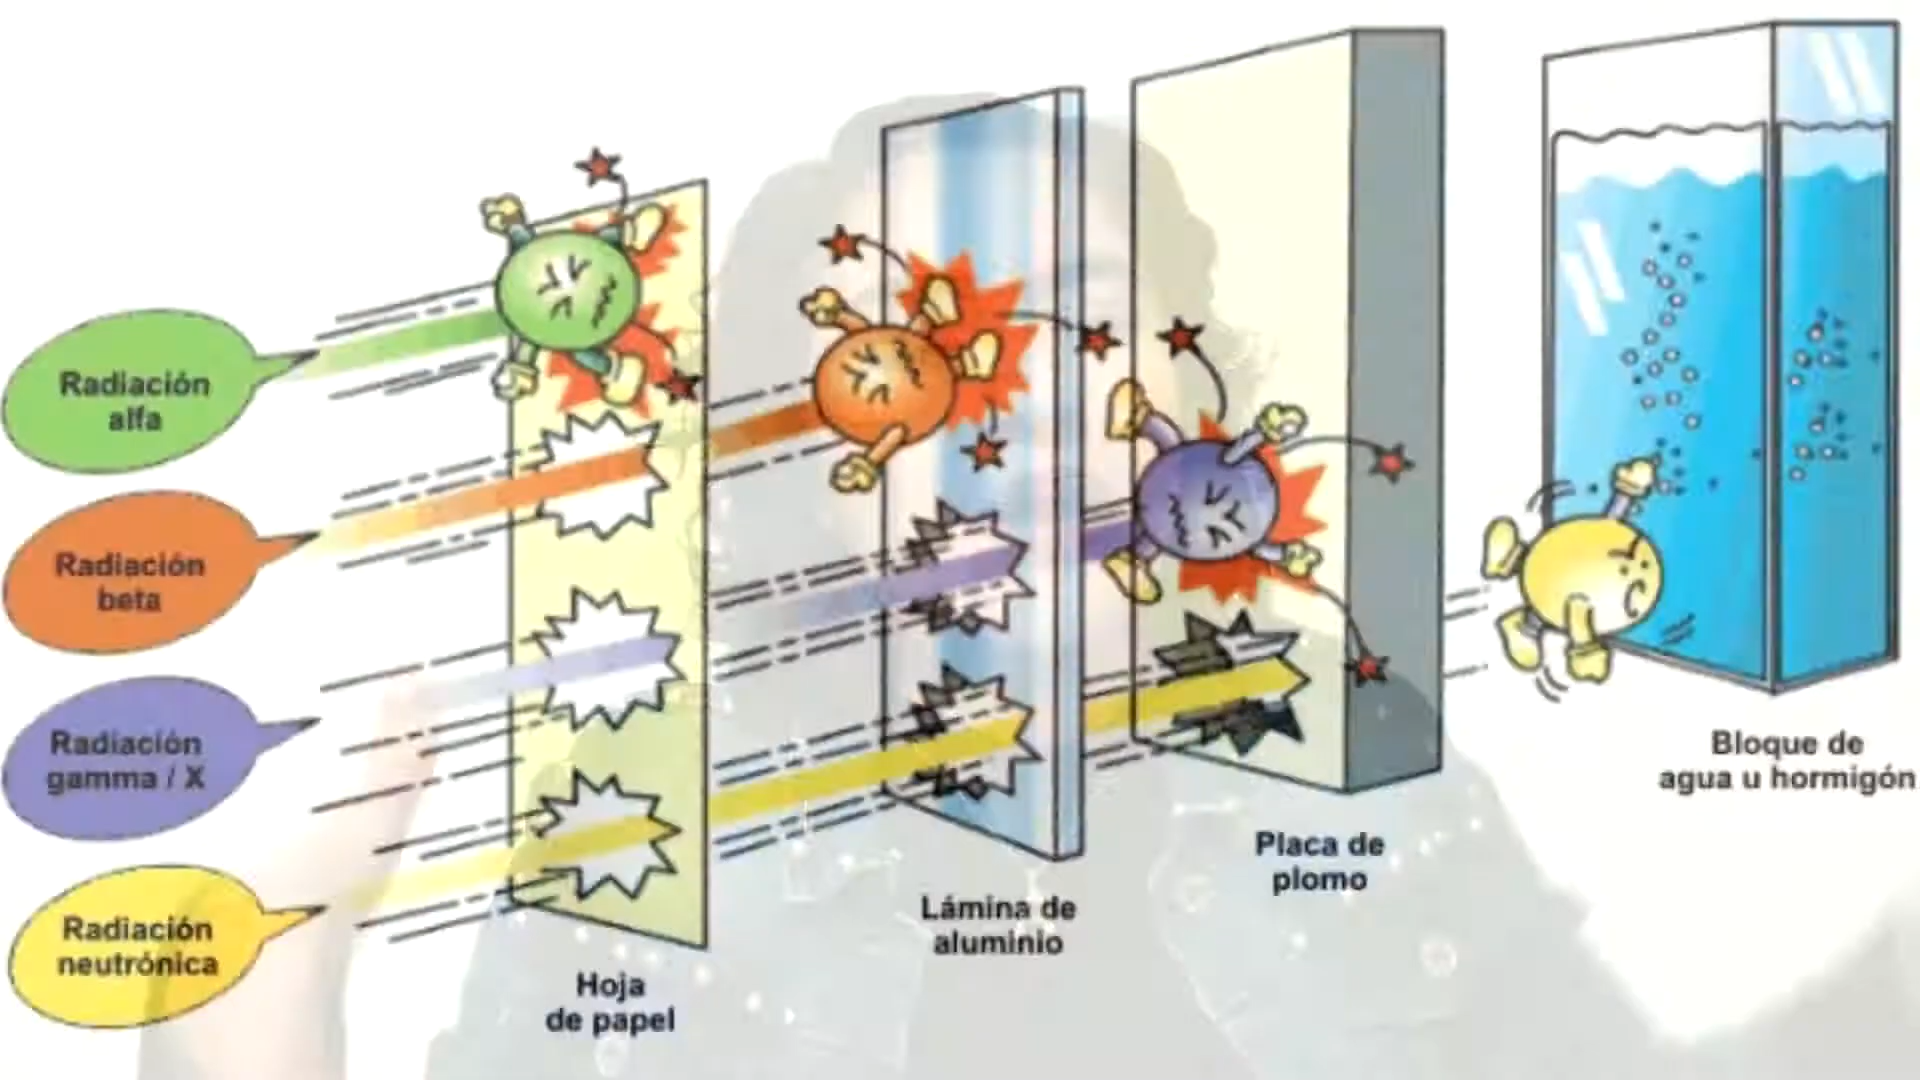 Radiación
alfa
Radiación
beta
Radiación
gamma / X
Radiación
neutrónica
Hoja
de papel
Lámina de
aluminio
Placa de
plomo
Bloque de
agua u hormigón